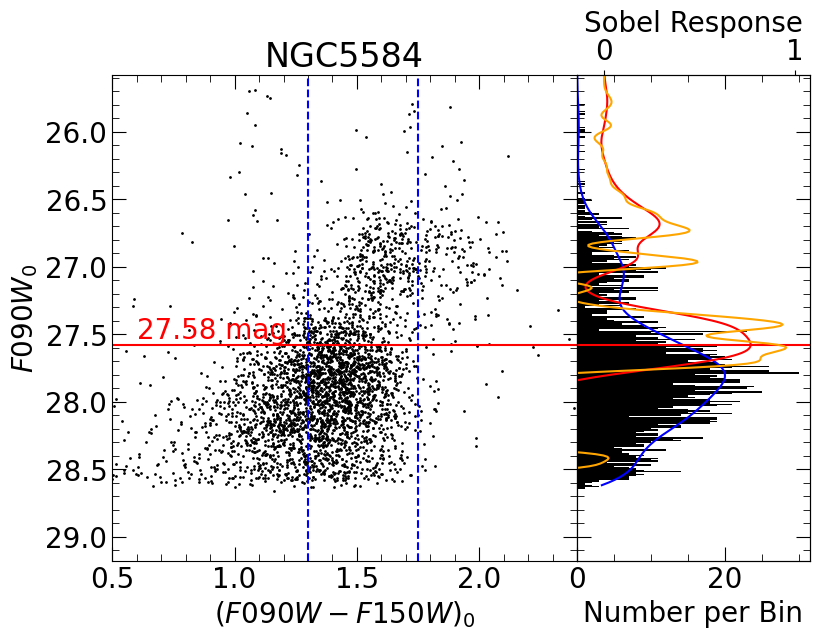 Sobel Response
0 1
NGC5584
26.0
26.5
27.0
27.5
28.0
28.5
29.0
F090W₀
27.58 mag
0.5 1.0 1.5 2.0
0 20
(F090W − F150W)₀
Number per Bin